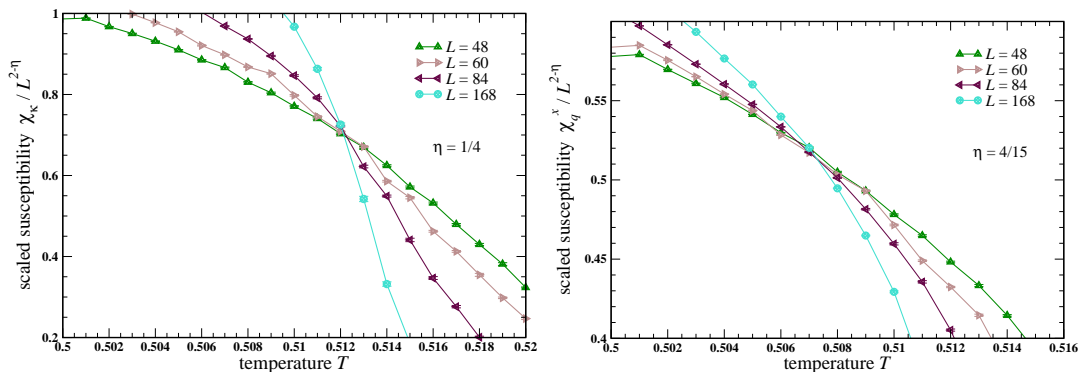 scaled susceptibility χκ / L^2-η
1
0.8
0.6
0.4
0.2
0.5 0.502 0.504 0.506 0.508 0.51 0.512 0.514 0.516 0.518 0.52
temperature T
L = 48
L = 60
L = 84
L = 168
η = 1/4
scaled susceptibility χq^x / L^2-η
0.55
0.5
0.45
0.4
0.5 0.502 0.504 0.506 0.508 0.51 0.512 0.514 0.516
temperature T
L = 48
L = 60
L = 84
L = 168
η = 4/15